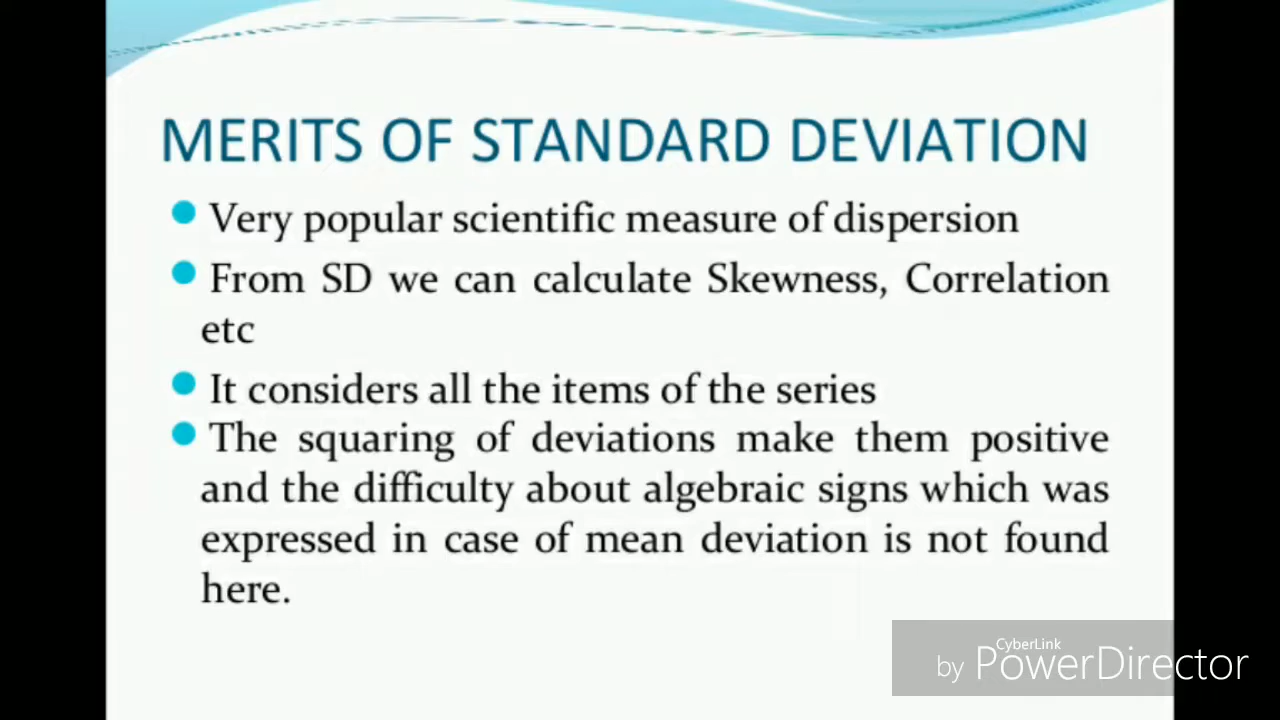 MERITS OF STANDARD DEVIATION
Very popular scientific measure of dispersion
From SD we can calculate Skewness, Correlation
etc
It considers all the items of the series
The squaring of deviations make them positive
and the difficulty about algebraic signs which was
expressed in case of mean deviation is not found
here.
CyberLink
by PowerDirector